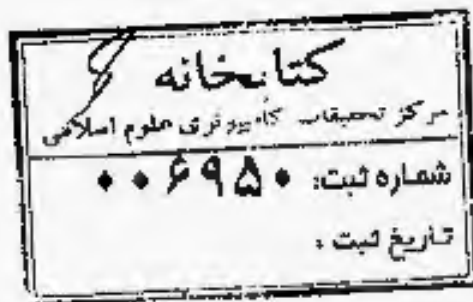 کتابخانه
مرکز تحقیقات کامپیوتری علوم اسلامی
شماره ثبت: ۰۰۶۹۵۰
تاریخ ثبت :